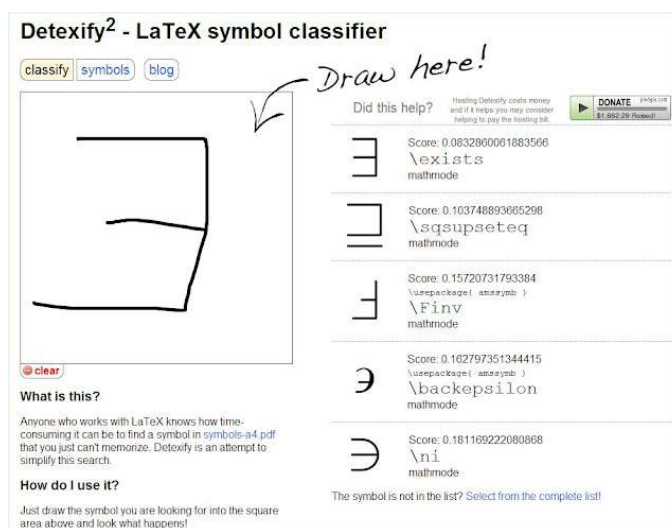 Detexify² - LaTeX symbol classifier
classify symbols blog
Draw here!
Did this help?
Hosting Detexify costs money
and if it helps you may consider
helping to pay the hosting bill.
DONATE
$1,662.29 Raised!
∃
Score: 0.0832860061883566
\exists
mathmode
⊒
Score: 0.103748893665298
\sqsupseteq
mathmode
Ⅎ
Score: 0.15720731793384
\usepackage{ amssymb }
\Finv
mathmode
϶
Score: 0.162797351344415
\usepackage{ amssymb }
\backepsilon
mathmode
∋
Score: 0.181169222080868
\ni
mathmode
The symbol is not in the list? Select from the complete list!
clear
What is this?
Anyone who works with LaTeX knows how time-
consuming it can be to find a symbol in symbols-a4.pdf
that you just can't memorize. Detexify is an attempt to
simplify this search.
How do I use it?
Just draw the symbol you are looking for into the square
area above and look what happens!